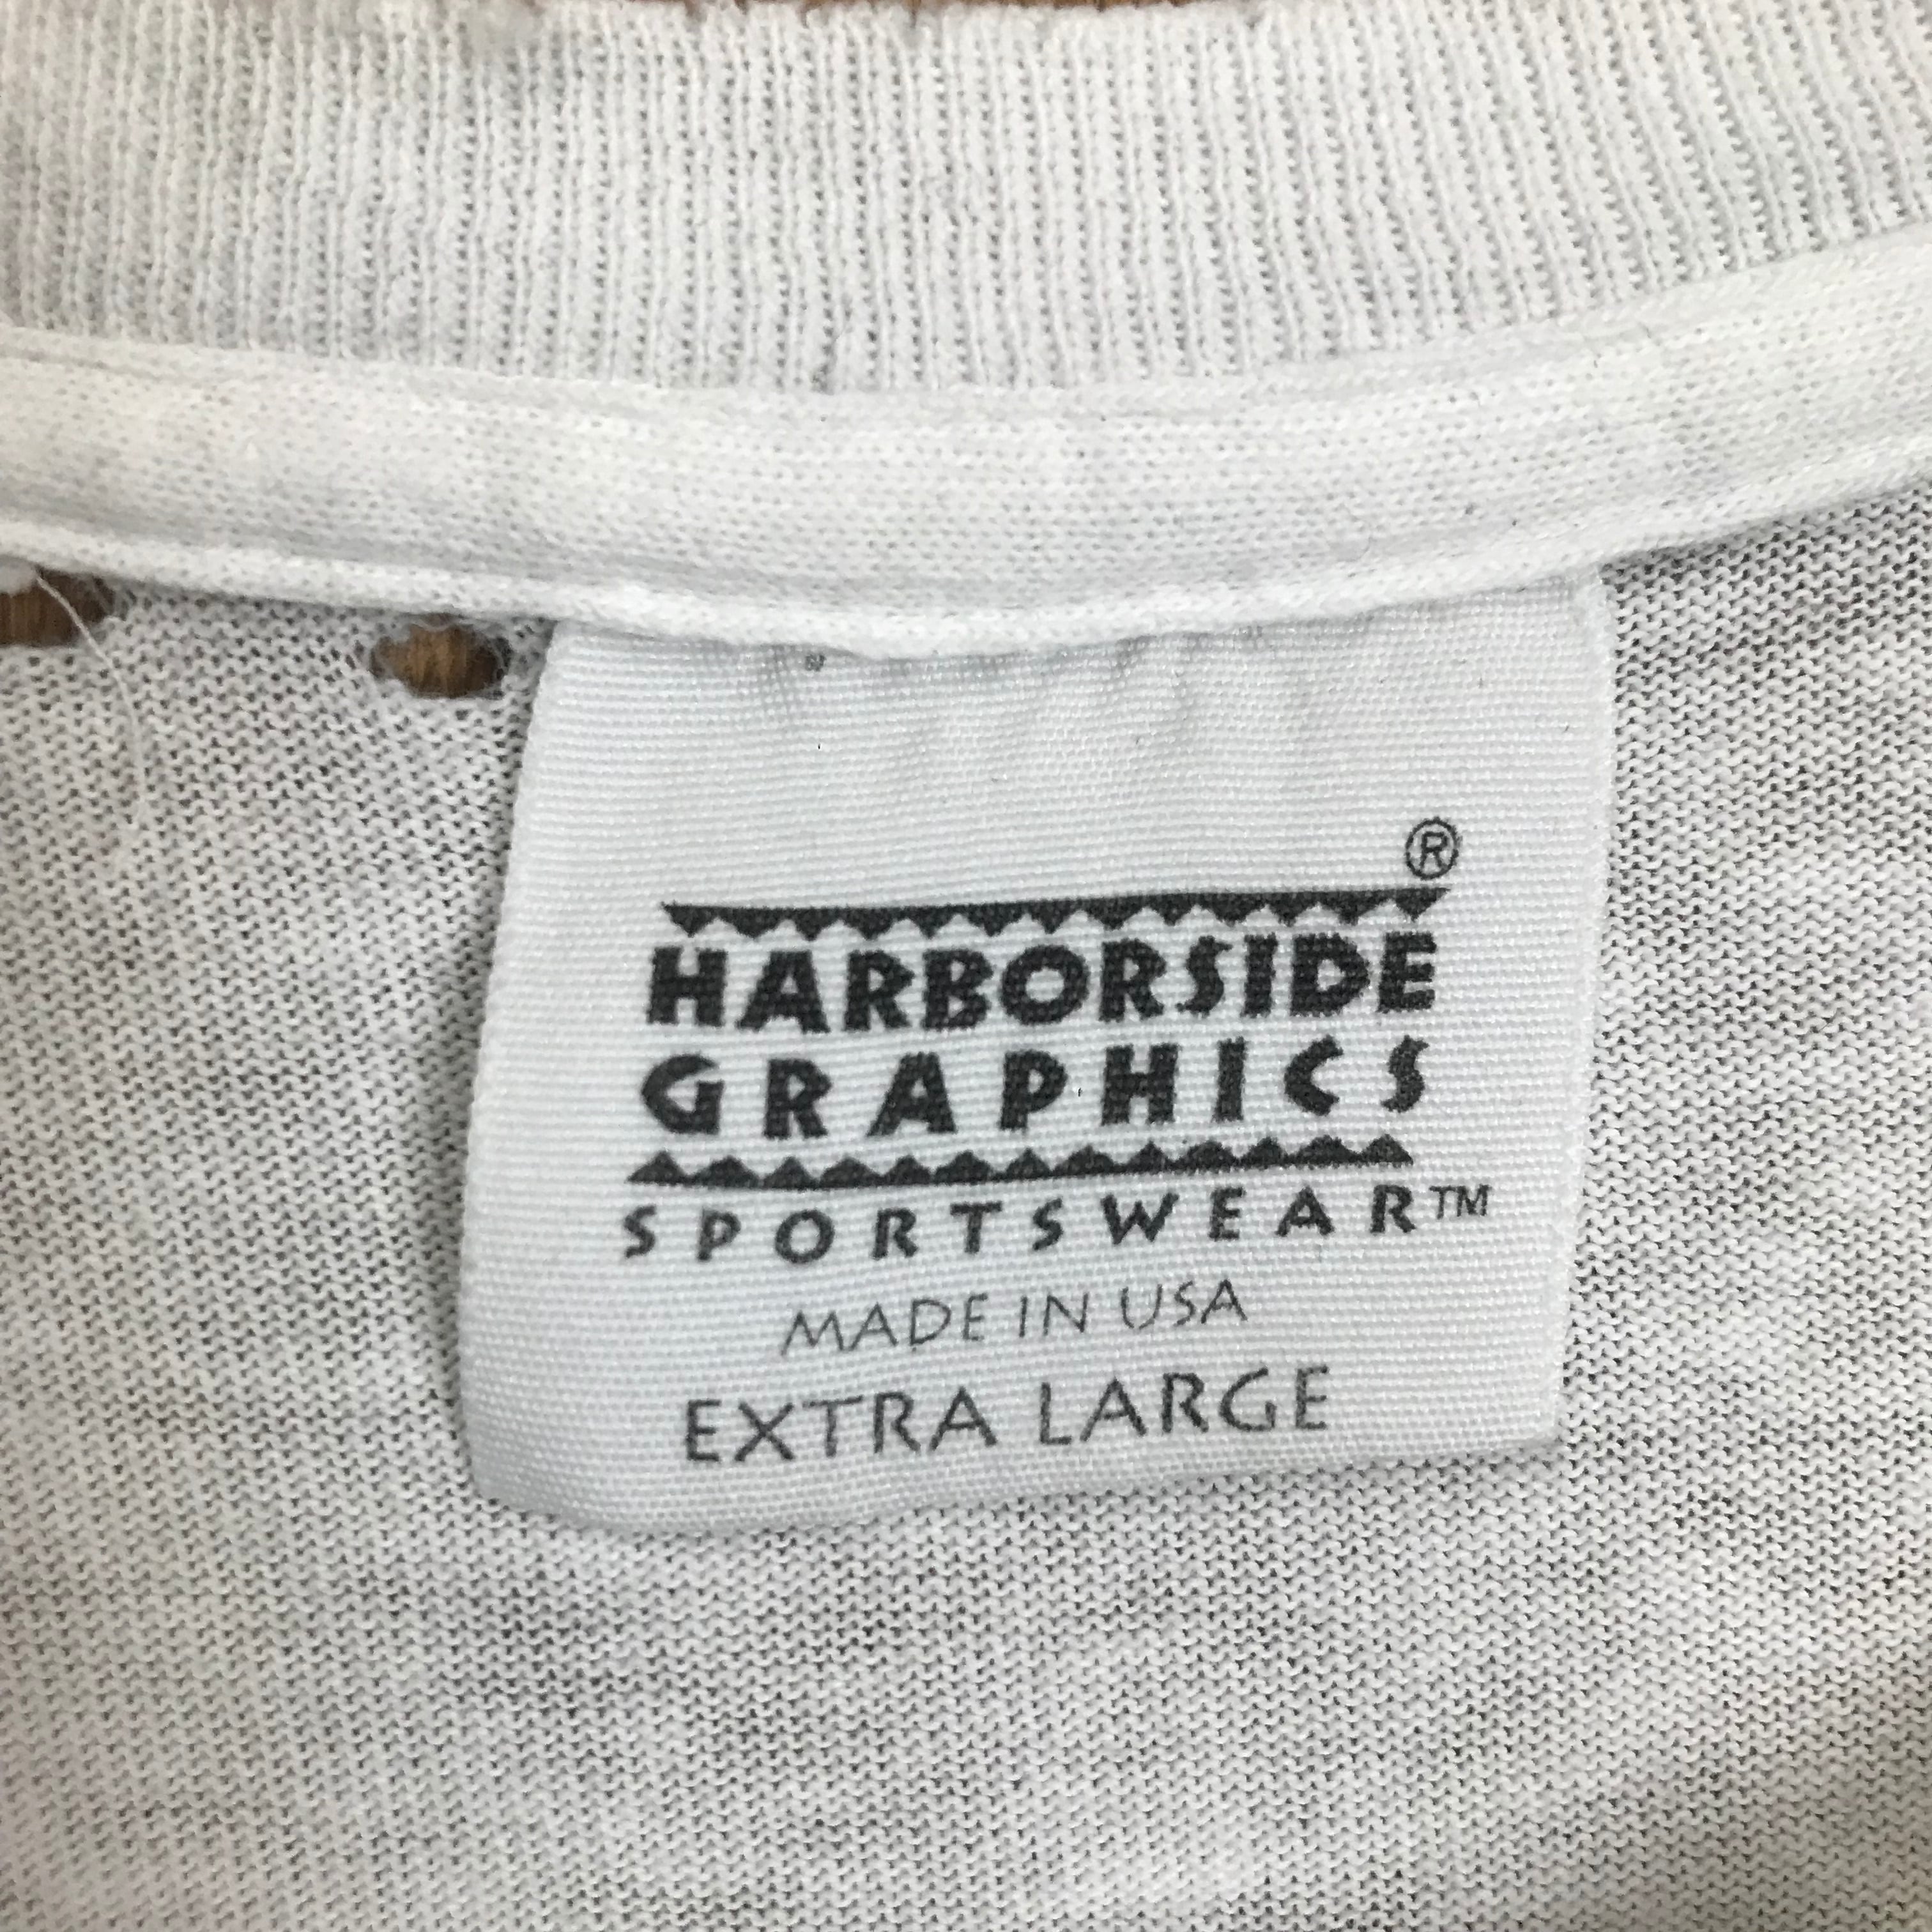 ®
HARBORSIDE
GRAPHICS
SPORTSWEAR™
MADE IN USA
EXTRA LARGE